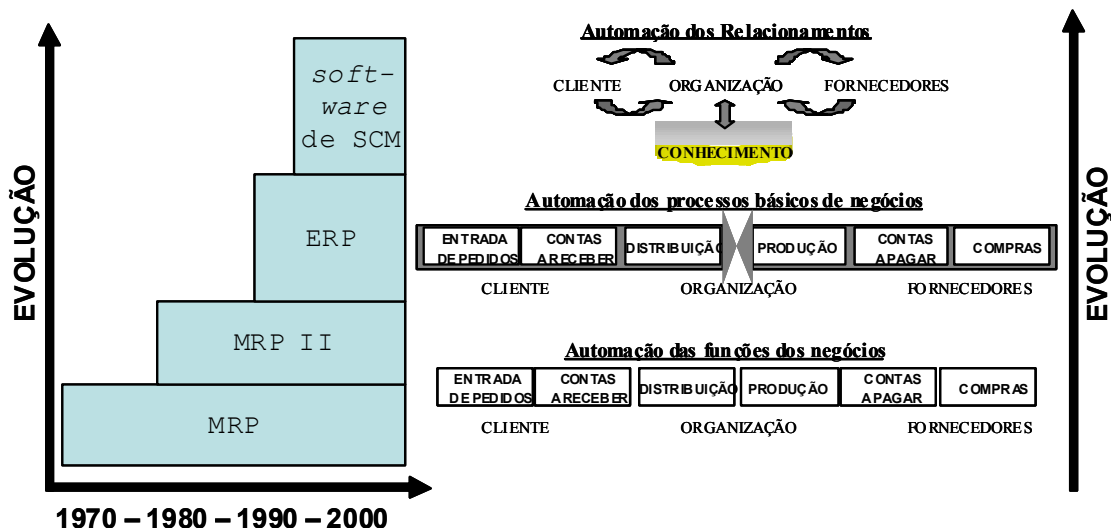 EVOLUÇÃO
soft-
ware
de SCM
ERP
MRP II
MRP
1970 – 1980 – 1990 – 2000
Automação dos Relacionamentos
CLIENTE ORGANIZAÇÃO FORNECEDORES
CONHECIMENTO
Automação dos processos básicos de negócios
ENTRADA DE PEDIDOS
CONTAS A RECEBER
DISTRIBUIÇÃO
PRODUÇÃO
CONTAS A PAGAR
COMPRAS
CLIENTE ORGANIZAÇÃO FORNECEDORES
Automação das funções dos negócios
ENTRADA DE PEDIDOS
CONTAS A RECEBER
DISTRIBUIÇÃO
PRODUÇÃO
CONTAS A PAGAR
COMPRAS
CLIENTE ORGANIZAÇÃO FORNECEDORES
EVOLUÇÃO